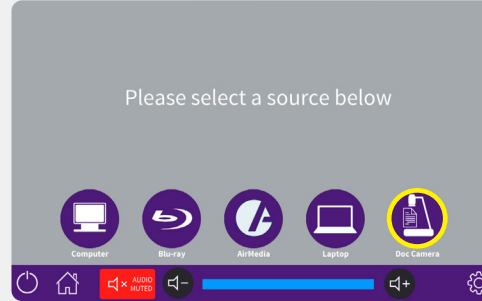 Please select a source below
Computer Blu-ray AirMedia Laptop Doc Camera
AUDIO
MUTED